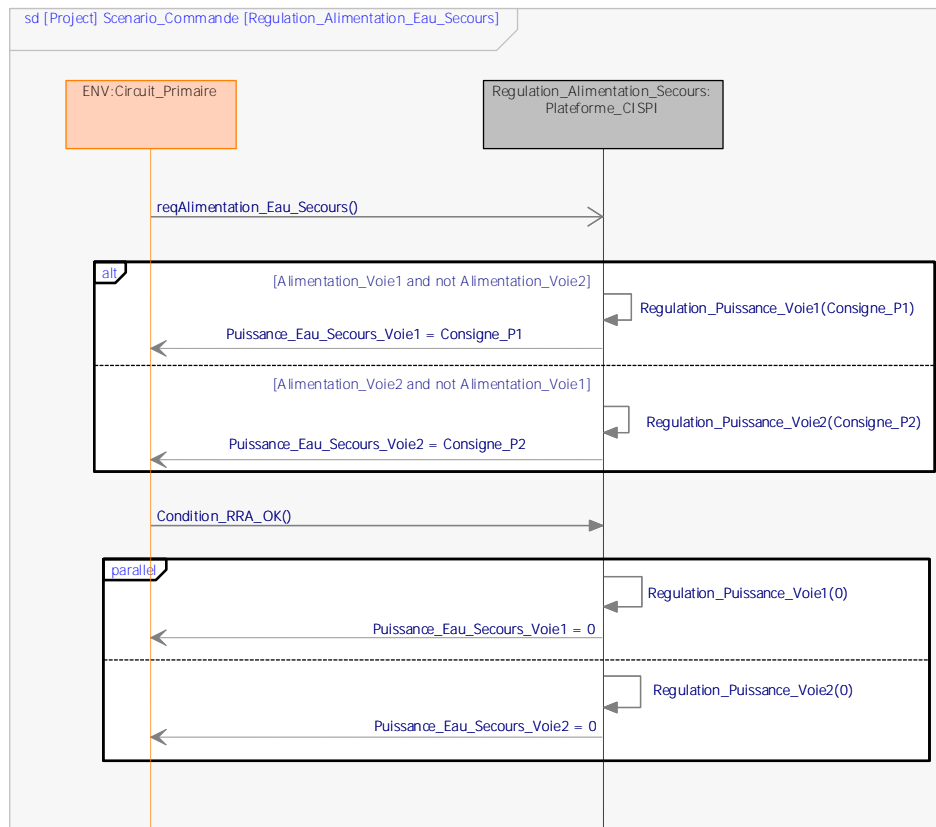 sd [Project] Scenario_Commande [Regulation_Alimentation_Eau_Secours]
ENV:Circuit_Primaire
Regulation_Alimentation_Secours:
Plateforme_CISPI
reqAlimentation_Eau_Secours()
alt
[Alimentation_Voie1 and not Alimentation_Voie2]
Regulation_Puissance_Voie1(Consigne_P1)
Puissance_Eau_Secours_Voie1 = Consigne_P1
[Alimentation_Voie2 and not Alimentation_Voie1]
Regulation_Puissance_Voie2(Consigne_P2)
Puissance_Eau_Secours_Voie2 = Consigne_P2
Condition_RRA_OK()
parallel
Regulation_Puissance_Voie1(0)
Puissance_Eau_Secours_Voie1 = 0
Regulation_Puissance_Voie2(0)
Puissance_Eau_Secours_Voie2 = 0